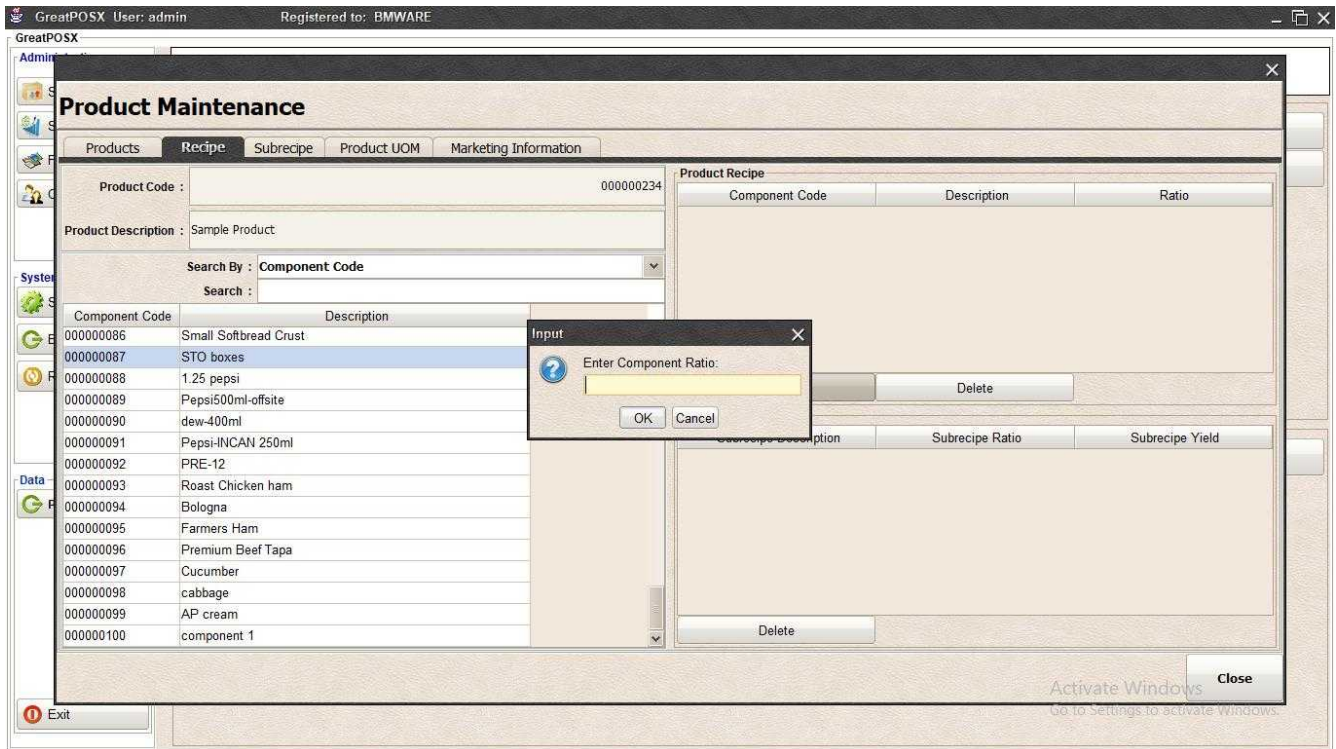 GreatPOSX User: admin Registered to: BMWARE
GreatPOSX
Product Maintenance
Products Recipe Subrecipe Product UOM Marketing Information
Product Code : 000000234
Product Description : Sample Product
Search By : Component Code
Search :
Component Code Description
000000086 Small Softbread Crust
000000087 STO boxes
000000088 1.25 pepsi
000000089 Pepsi500ml-offsite
000000090 dew-400ml
000000091 Pepsi-INCAN 250ml
000000092 PRE-12
000000093 Roast Chicken ham
000000094 Bologna
000000095 Farmers Ham
000000096 Premium Beef Tapa
000000097 Cucumber
000000098 cabbage
000000099 AP cream
000000100 component 1
Product Recipe
Component Code Description Ratio
Delete
Input
Enter Component Ratio:
OK Cancel
Subrecipe Ratio Subrecipe Yield
Delete
Close
Data
Exit
Activate Windows
Go to Settings to activate Windows.